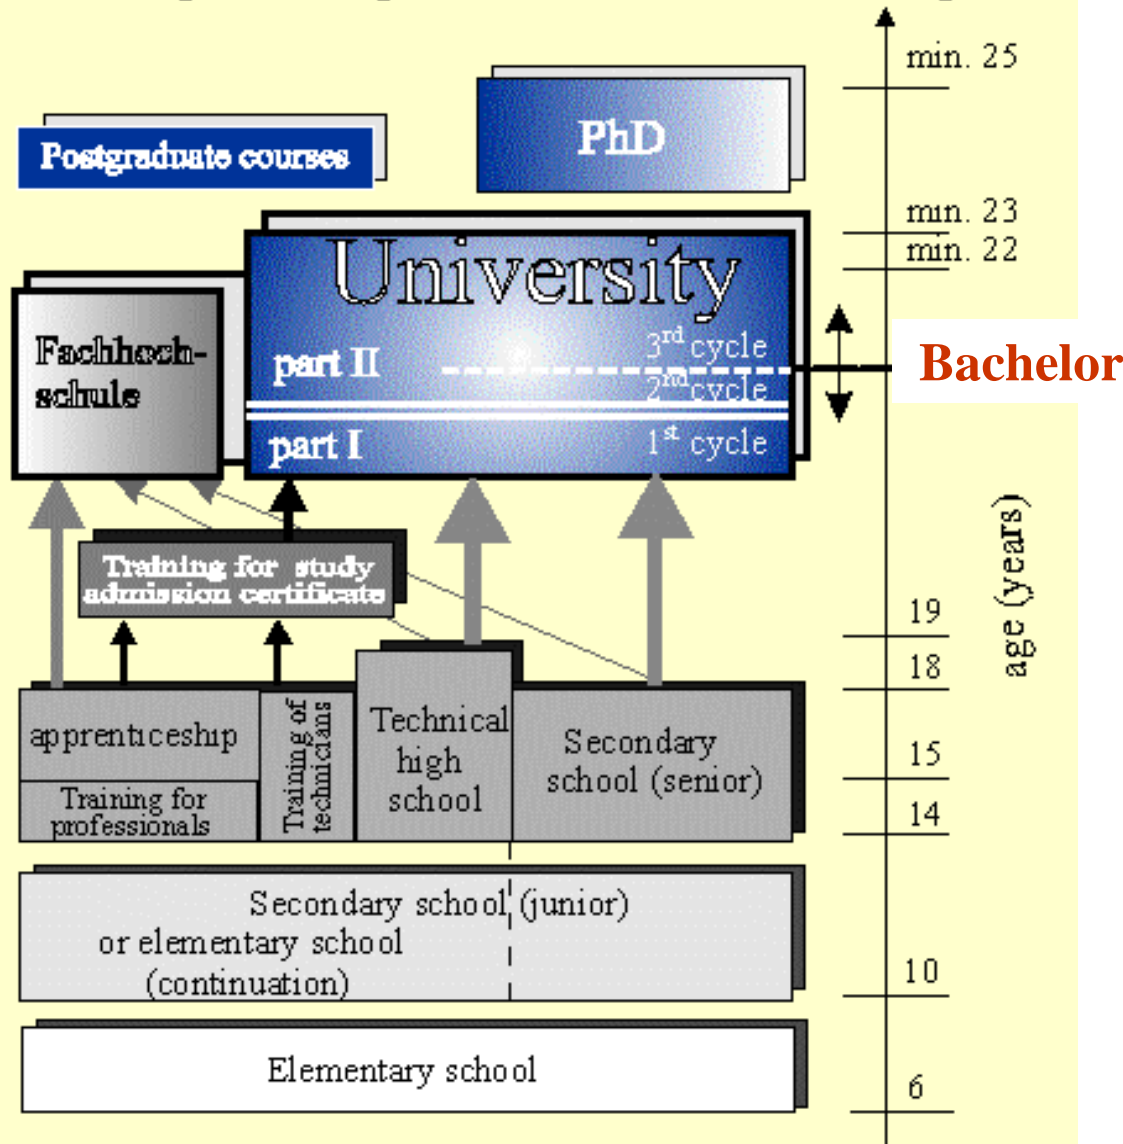 min. 25
PhD
Postgraduate courses
min. 23
min. 22
University
Fachhoch-
schule
part II
3rd cycle
2nd cycle
part I
1st cycle
Bachelor
age (years)
Training for study
admission certificate
19
18
apprenticeship
Training for
professionals
Training of
technicians
Technical
high
school
Secondary
school (senior)
15
14
Secondary school (junior)
or elementary school
(continuation)
10
Elementary school
6